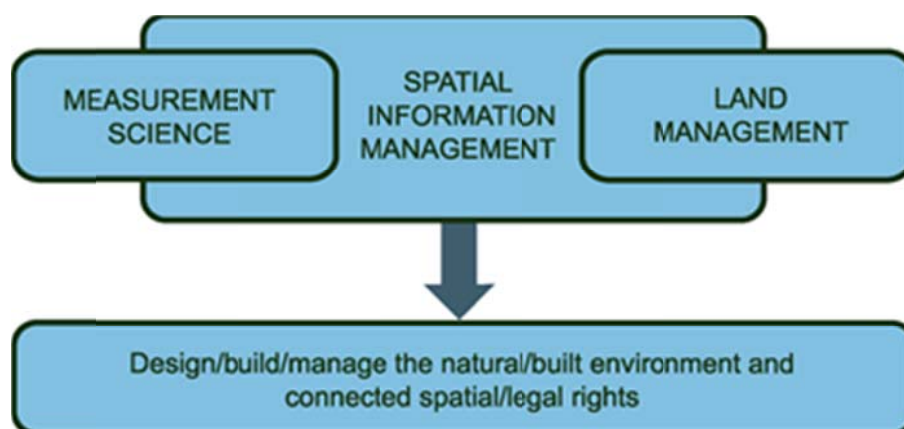 MEASUREMENT
SCIENCE
SPATIAL
INFORMATION
MANAGEMENT
LAND
MANAGEMENT
Design/build/manage the natural/built environment and
connected spatial/legal rights